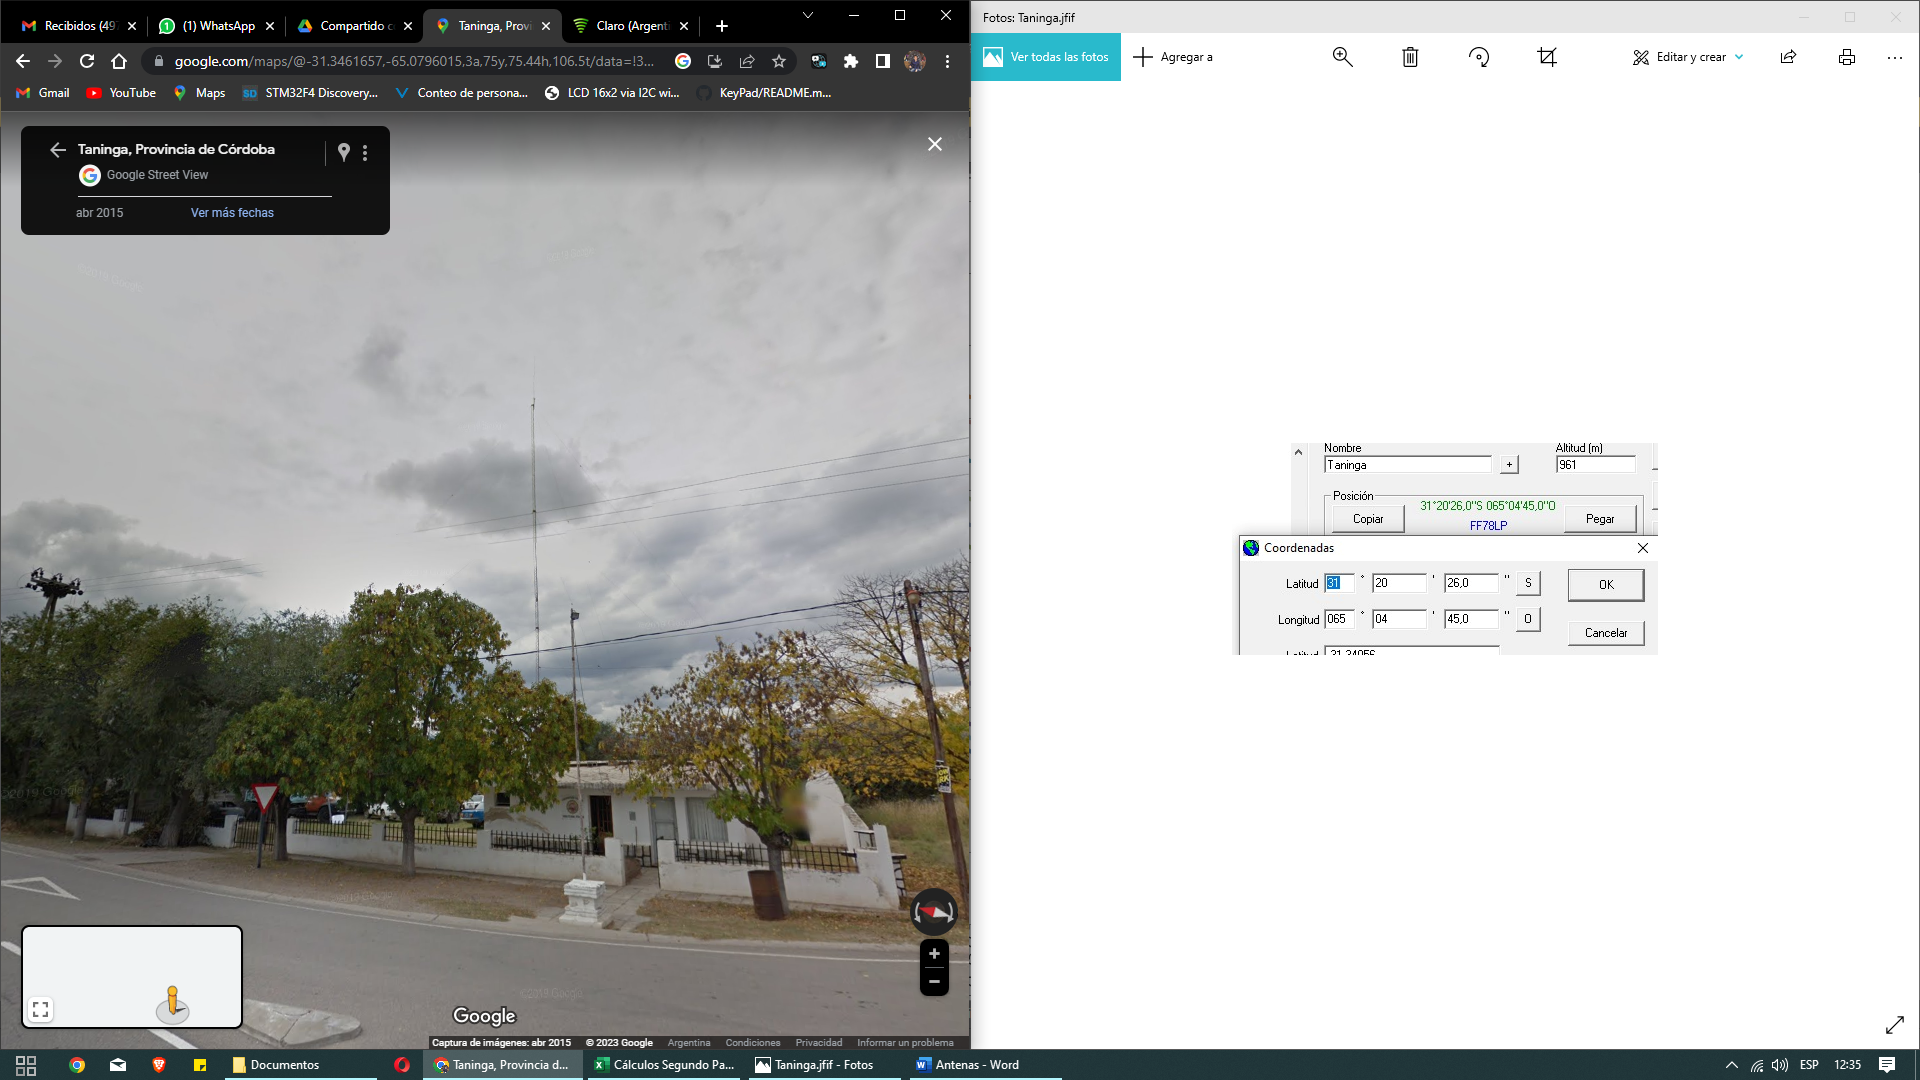 Recibidos (49
(1) WhatsApp
Compartido c
Taninga, Provi
Claro (Argenti
google.com/maps/@-31.3461657,-65.0796015,3a,75y,75.44h,106.5t/data=!3...
Gmail
YouTube
Maps
SD STM32F4 Discovery...
Conteo de persona...
LCD 16x2 via I2C wi...
KeyPad/README.m...
Taninga, Provincia de Córdoba
Google Street View
abr 2015
Ver más fechas
Google
Captura de imágenes: abr 2015
© 2023 Google
Argentina
Condiciones
Privacidad
Informar un problema
Fotos: Taninga.jfif
Ver todas las fotos
Agregar a
Editar y crear
Nombre
Altitud (m)
Taninga
+
961
Posición
31°20'26,0"S 065°04'45,0"O
Copiar
FF78LP
Pegar
Coordenadas
Latitud 31 ° 20 ' 26,0 " S
OK
Longitud 065 ° 04 ' 45,0 " O
Cancelar
Latitud -31,34056
Documentos
Taninga, Provincia d...
Cálculos Segundo Pa...
Taninga.jfif - Fotos
Antenas - Word
ESP
12:35